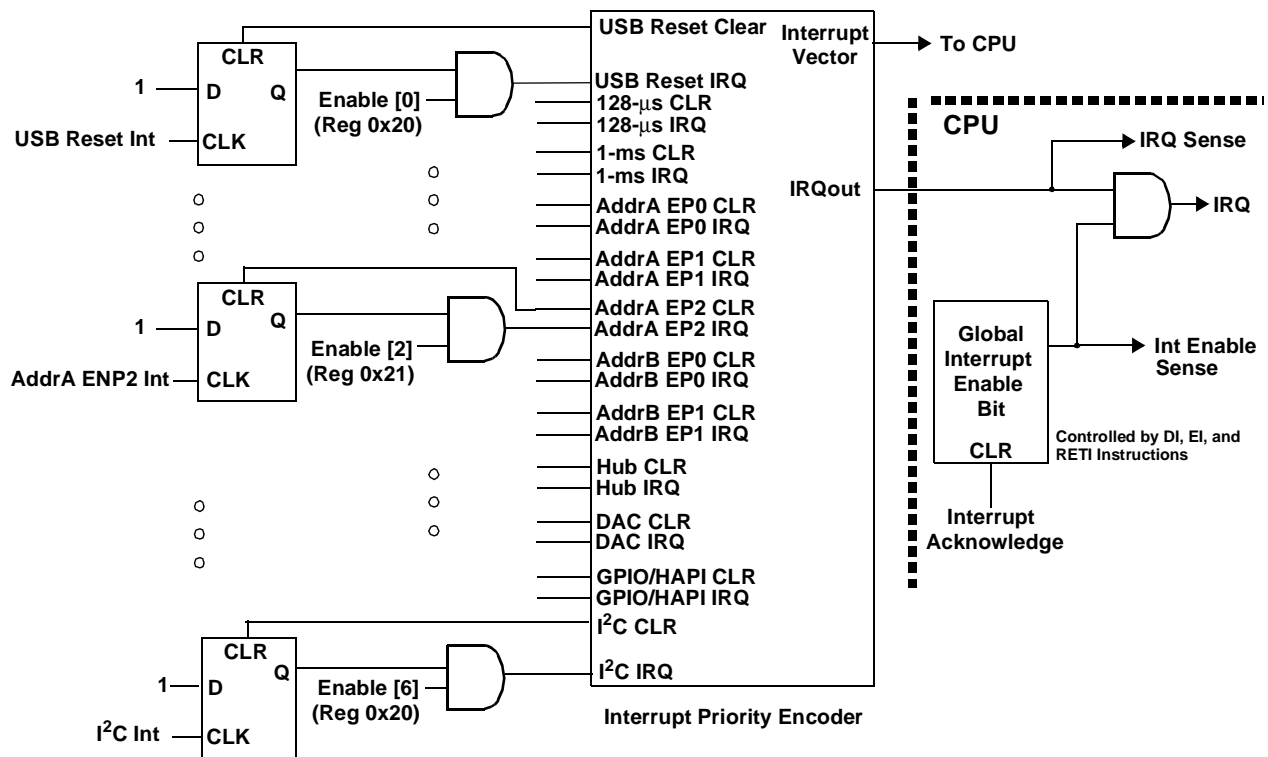 CLR
D
Q
CLK
1
USB Reset Int
Enable [0]
(Reg 0x20)
CLR
D
Q
CLK
1
AddrA ENP2 Int
Enable [2]
(Reg 0x21)
CLR
Q
D
CLK
1
I²C Int
Enable [6]
(Reg 0x20)
USB Reset Clear
Interrupt
Vector
USB Reset IRQ
128-μs CLR
128-μs IRQ
1-ms CLR
1-ms IRQ
IRQout
AddrA EP0 CLR
AddrA EP0 IRQ
AddrA EP1 CLR
AddrA EP1 IRQ
AddrA EP2 CLR
AddrA EP2 IRQ
AddrB EP0 CLR
AddrB EP0 IRQ
AddrB EP1 CLR
AddrB EP1 IRQ
Hub CLR
Hub IRQ
DAC CLR
DAC IRQ
GPIO/HAPI CLR
GPIO/HAPI IRQ
I²C CLR
I²C IRQ
Interrupt Priority Encoder
To CPU
CPU
IRQ Sense
IRQ
Global
Interrupt
Enable
Bit
CLR
Int Enable
Sense
Controlled by DI, EI, and
RETI Instructions
Interrupt
Acknowledge